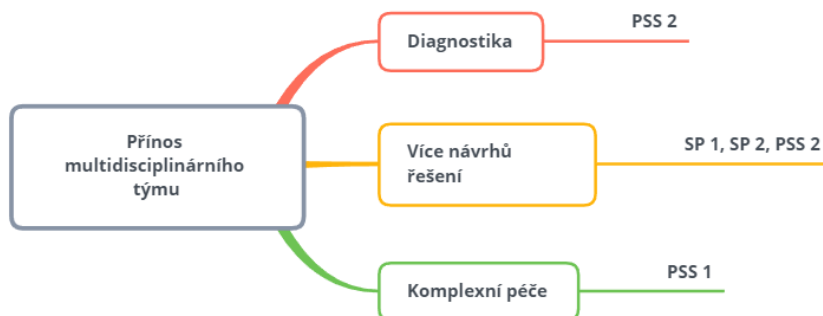 PSS 2
Diagnostika
Přínos
multidisciplinárního
týmu
Více návrhů
řešení
SP 1, SP 2, PSS 2
Komplexní péče
PSS 1